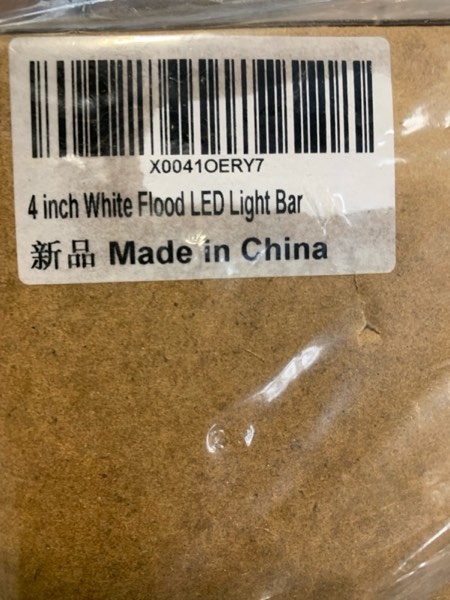 X0041OERY7
4 inch White Flood LED Light Bar
新品 Made in China